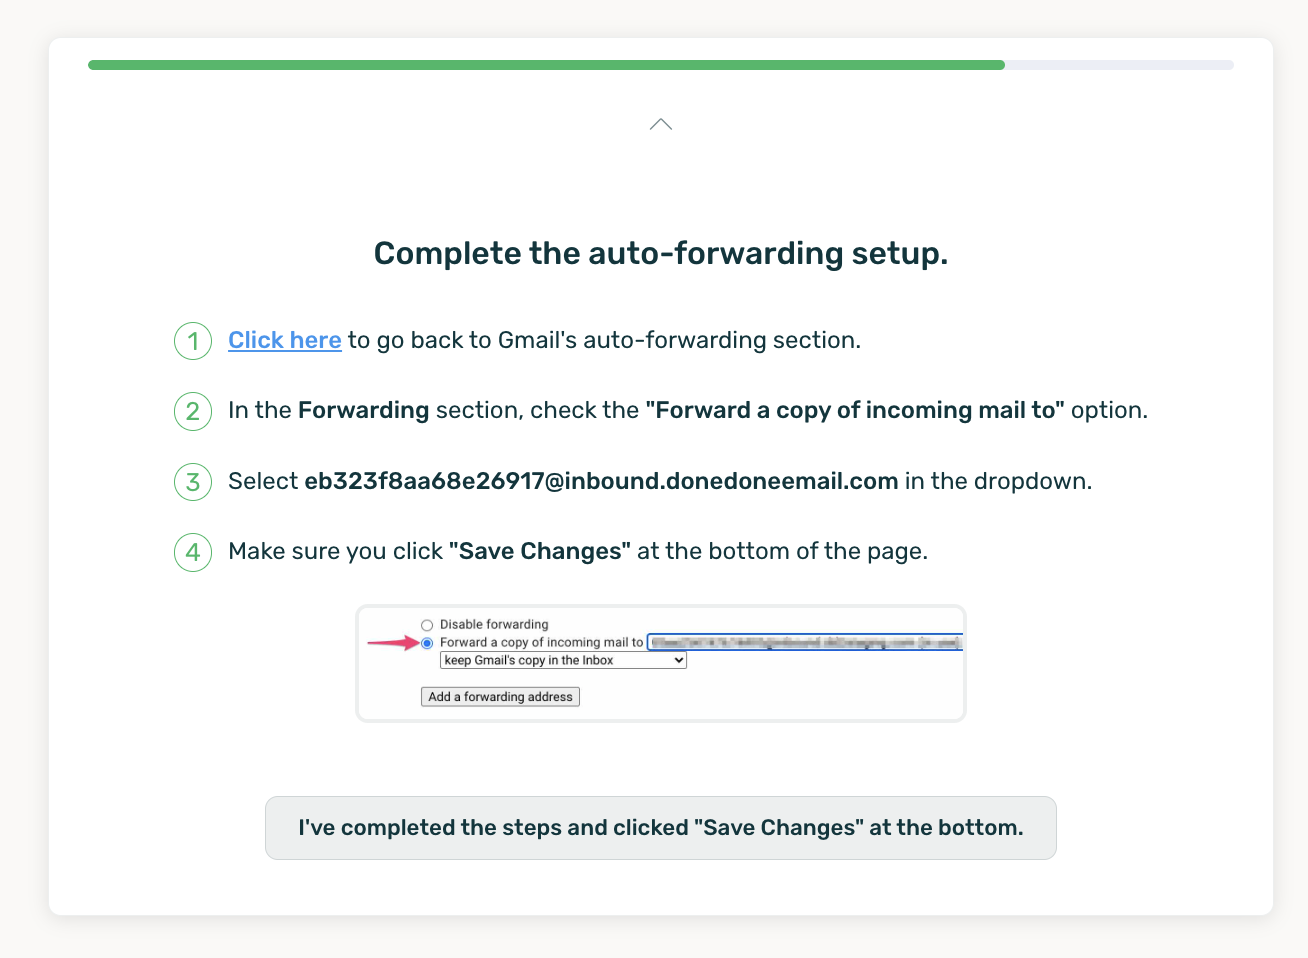 Complete the auto-forwarding setup.
1 Click here to go back to Gmail's auto-forwarding section.
2 In the Forwarding section, check the "Forward a copy of incoming mail to" option.
3 Select eb323f8aa68e26917@inbound.donedoneemail.com in the dropdown.
4 Make sure you click "Save Changes" at the bottom of the page.
Disable forwarding
Forward a copy of incoming mail to
keep Gmail's copy in the Inbox
Add a forwarding address
I've completed the steps and clicked "Save Changes" at the bottom.